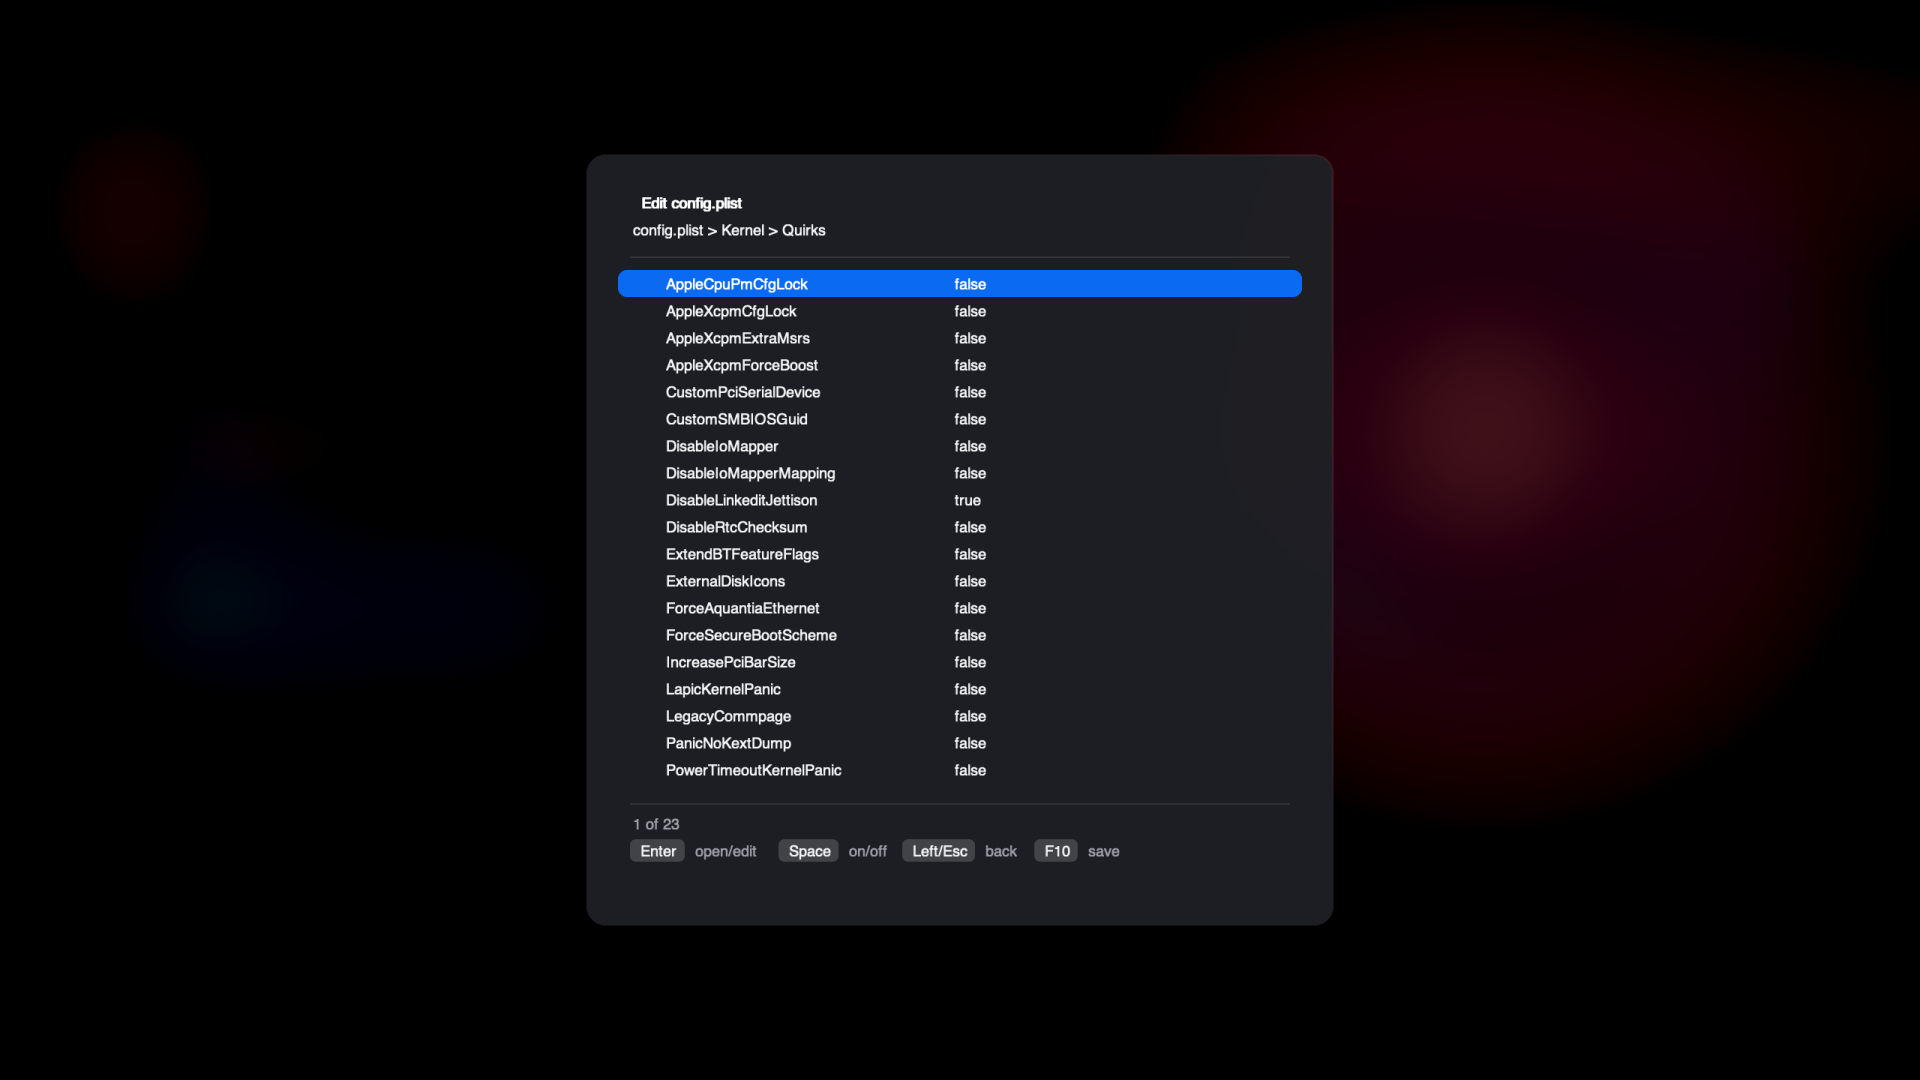 Edit config.plist
config.plist > Kernel > Quirks
AppleCpuPmCfgLock false
AppleXcpmCfgLock false
AppleXcpmExtraMsrs false
AppleXcpmForceBoost false
CustomPciSerialDevice false
CustomSMBIOSGuid false
DisableIoMapper false
DisableIoMapperMapping false
DisableLinkeditJettison true
DisableRtcChecksum false
ExtendBTFeatureFlags false
ExternalDiskIcons false
ForceAquantiaEthernet false
ForceSecureBootScheme false
IncreasePciBarSize false
LapicKernelPanic false
LegacyCommpage false
PanicNoKextDump false
PowerTimeoutKernelPanic false
1 of 23
Enter open/edit Space on/off Left/Esc back F10 save